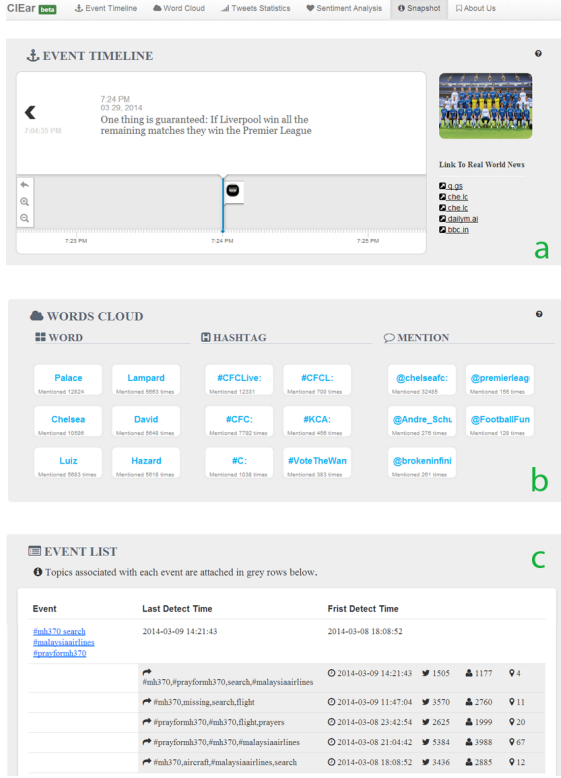 CIEar beta Event Timeline Word Cloud Tweets Statistics Sentiment Analysis Snapshot About Us
EVENT TIMELINE
7:24 PM
03 29, 2014
One thing is guaranteed: If Liverpool win all the
remaining matches they win the Premier League
7:04:35 PM
7:23 PM 7:24 PM 7:25 PM
Link To Real World News
q.gs
che.lc
che.lc
dailym.ai
bbc.in
a
WORDS CLOUD
WORD HASHTAG MENTION
Palace Lampard #CFCLive: #CFCL: @chelseafc: @premierleag
Mentioned 12824 Mentioned 5663 times Mentioned 12331 Mentioned 709 times Mentioned 32485 Mentioned 156 times
Chelsea David #CFC: #KCA: @Andre_Schu @FootballFun
Mentioned 10596 Mentioned 5648 times Mentioned 7792 times Mentioned 466 times Mentioned 276 times Mentioned 128 times
Luiz Hazard #C: #VoteTheWan @brokeninfini
Mentioned 5683 times Mentioned 5616 times Mentioned 1038 times Mentioned 383 times Mentioned 261 times
b
EVENT LIST
Topics associated with each event are attached in grey rows below.
c
Event Last Detect Time Frist Detect Time
#mh370 search 2014-03-09 14:21:43 2014-03-08 18:08:52
#malaysiaairlines
#prayformh370
#mh370,#prayformh370,search,#malaysiaairlines 2014-03-09 14:21:43 1505 1177 4
#mh370,missing,search,flight 2014-03-09 11:47:04 3570 2760 11
#prayformh370,#mh370,flight,prayers 2014-03-08 23:42:54 2625 1999 20
#prayformh370,#mh370,#malaysiaairlines 2014-03-08 21:04:42 5384 3988 67
#mh370,aircraft,#malaysiaairlines,search 2014-03-08 18:08:52 3436 2885 12